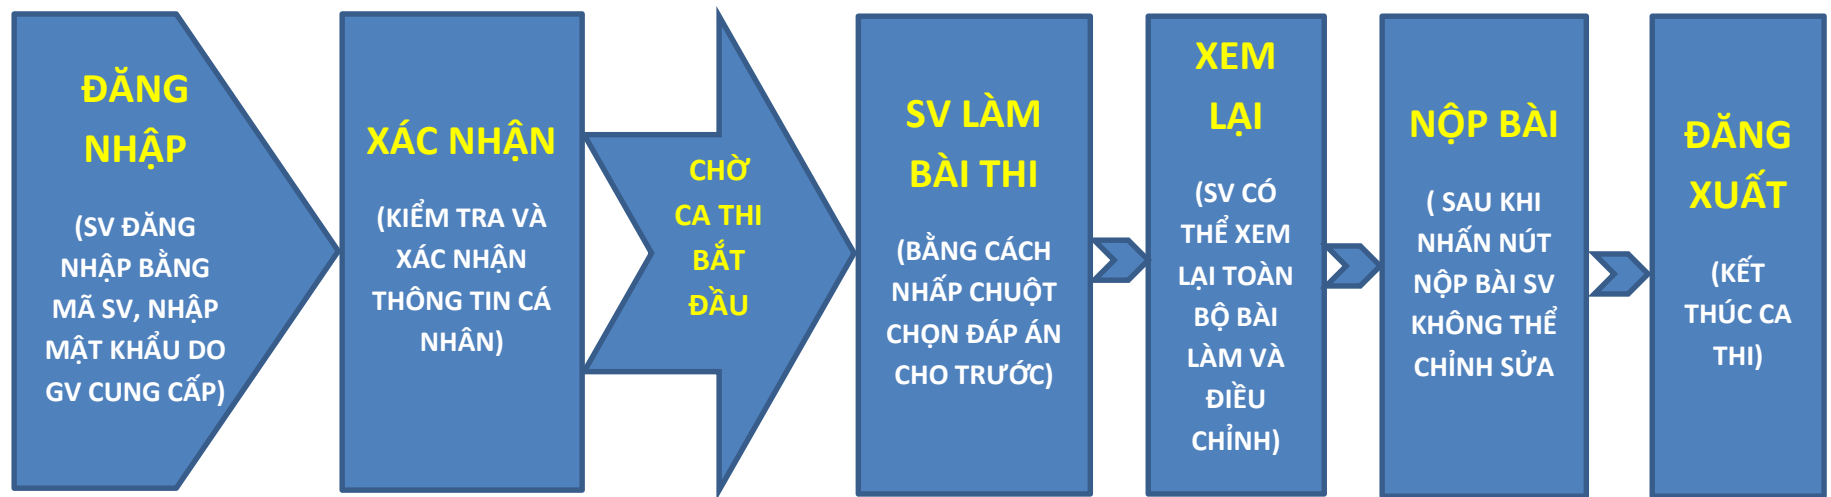 ĐĂNG
NHẬP
(SV ĐĂNG
NHẬP BẰNG
MÃ SV, NHẬP
MẬT KHẨU DO
GV CUNG CẤP)
XÁC NHẬN
(KIỂM TRA VÀ
XÁC NHẬN
THÔNG TIN CÁ
NHÂN)
CHỜ
CA THI
BẮT
ĐẦU
SV LÀM
BÀI THI
(BẰNG CÁCH
NHẤP CHUỘT
CHỌN ĐÁP ÁN
CHO TRƯỚC)
XEM
LẠI
(SV CÓ
THỂ XEM
LẠI TOÀN
BỘ BÀI
LÀM VÀ
ĐIỀU
CHỈNH)
NỘP BÀI
( SAU KHI
NHẤN NÚT
NỘP BÀI SV
KHÔNG THỂ
CHỈNH SỬA
ĐĂNG
XUẤT
(KẾT
THÚC CA
THI)